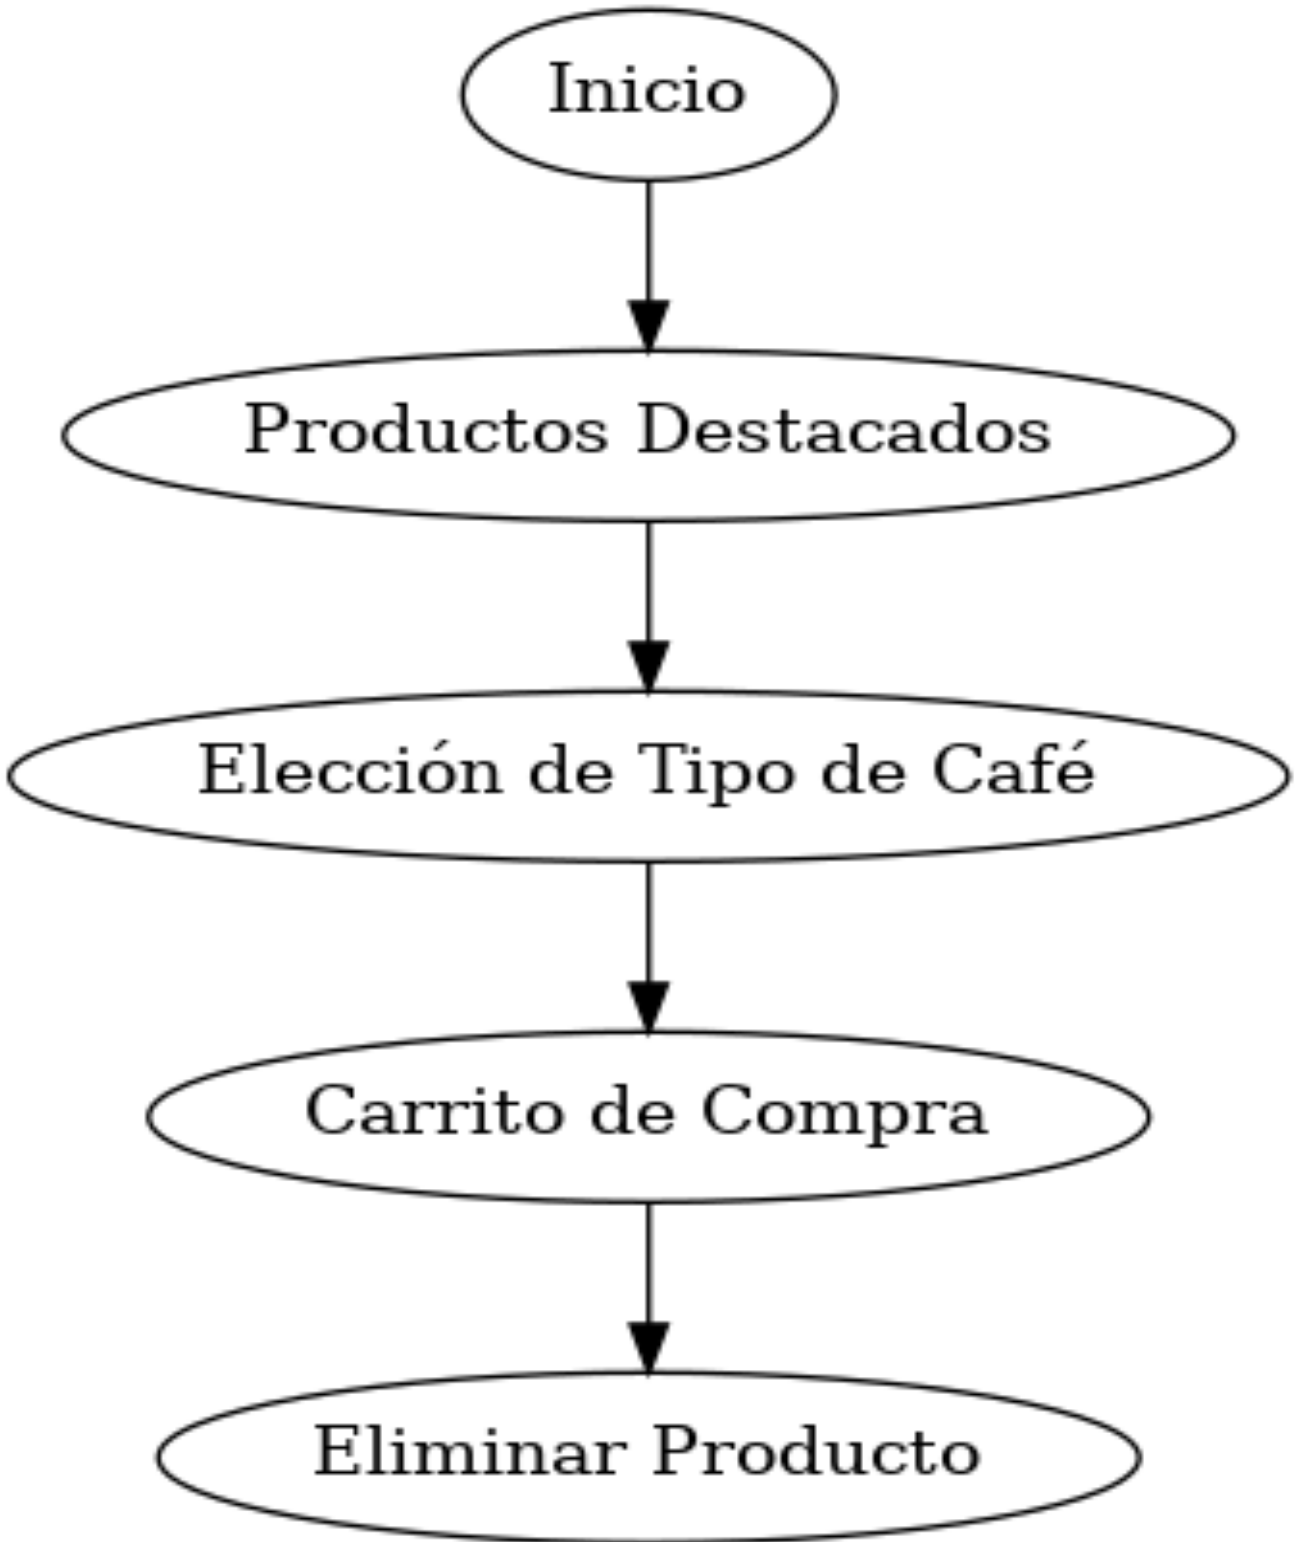 Inicio
Productos Destacados
Elección de Tipo de Café
Carrito de Compra
Eliminar Producto